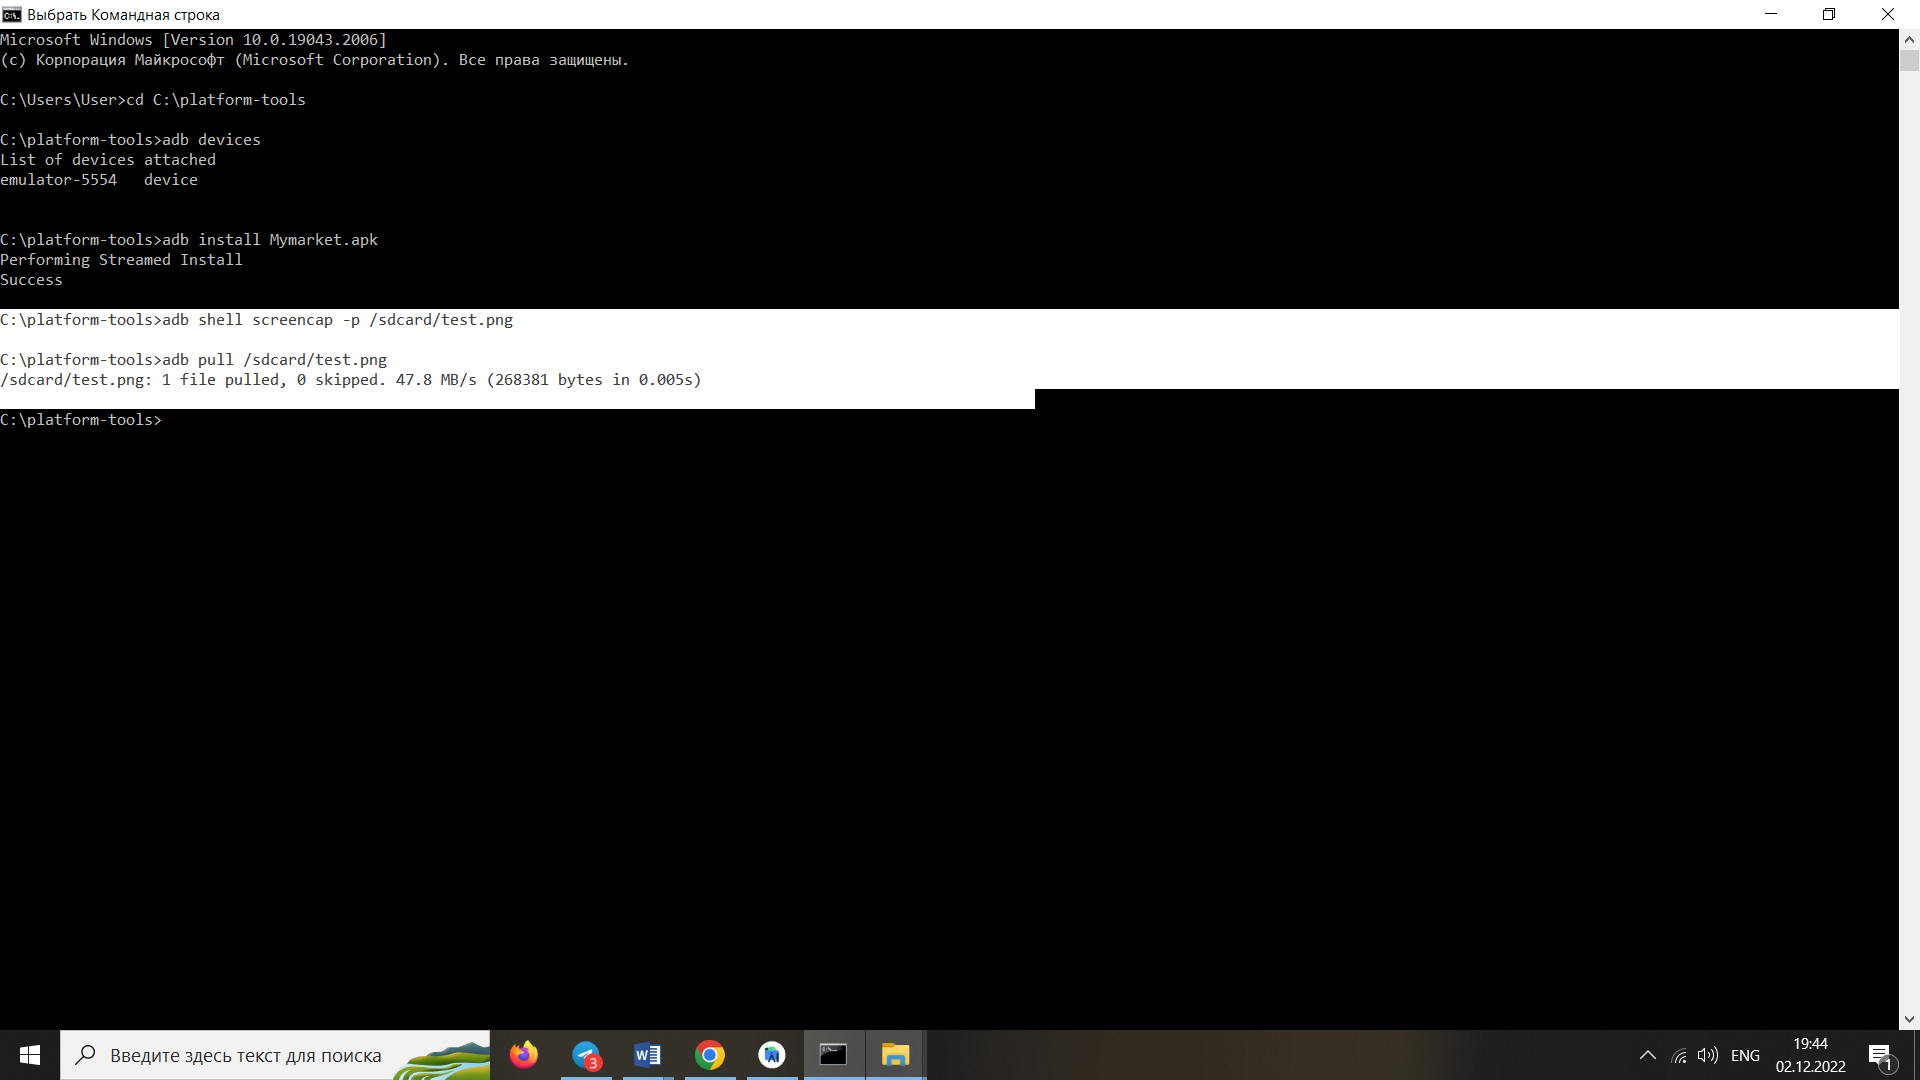 Выбрать Командная строка
Microsoft Windows [Version 10.0.19043.2006]
(c) Корпорация Майкрософт (Microsoft Corporation). Все права защищены.
C:\Users\User>cd C:\platform-tools
C:\platform-tools>adb devices
List of devices attached
emulator-5554   device
C:\platform-tools>adb install Mymarket.apk
Performing Streamed Install
Success
C:\platform-tools>adb shell screencap -p /sdcard/test.png
C:\platform-tools>adb pull /sdcard/test.png
/sdcard/test.png: 1 file pulled, 0 skipped. 47.8 MB/s (268381 bytes in 0.005s)
C:\platform-tools>
Введите здесь текст для поиска
3
ENG
19:44
02.12.2022
1